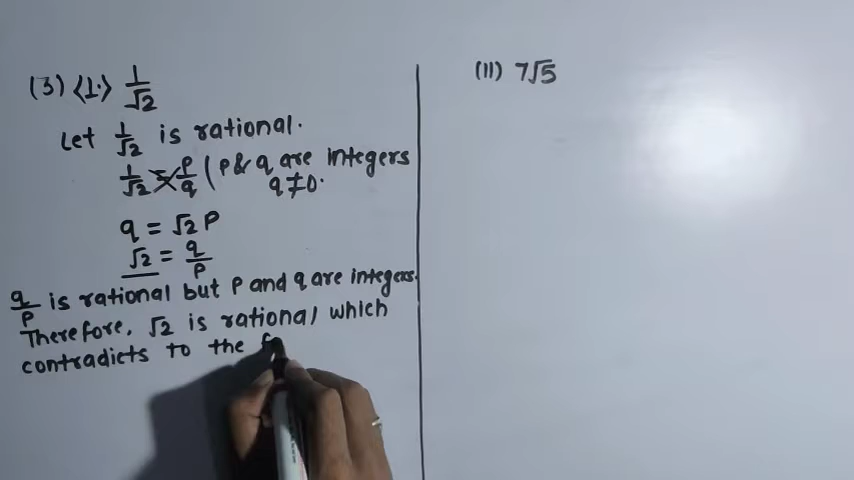 (3) <1.> 1/√2
Let 1/√2 is rational.
1/√2 = p/q (p & q are integers
q ≠ 0.
q = √2 p
√2 = q/p
q/p is rational but p and q are integers.
Therefore, √2 is rational which
contradicts to the
(II) 7√5